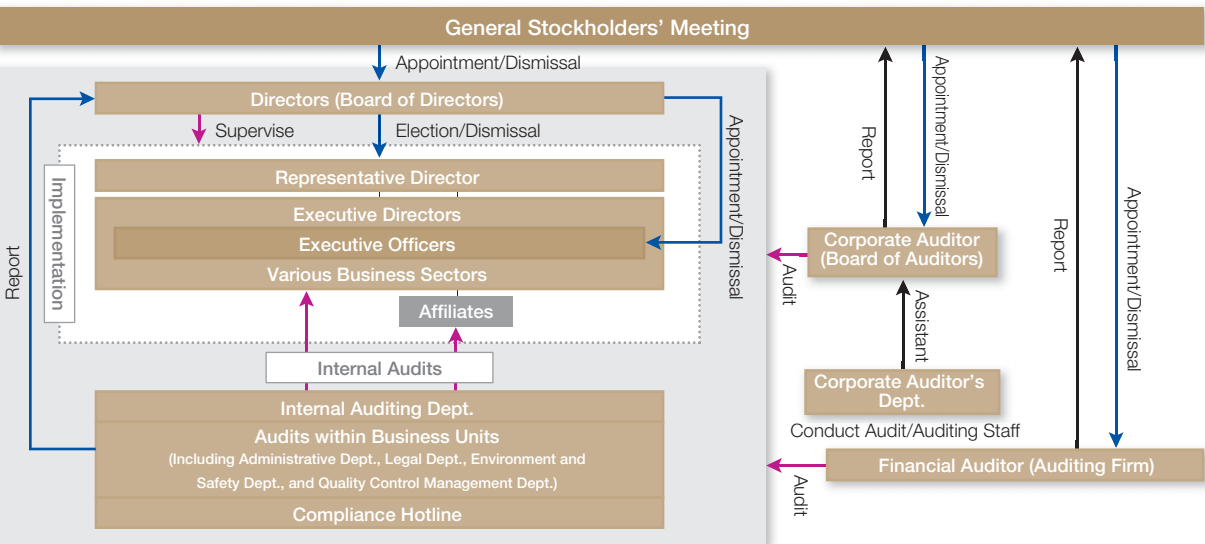 General Stockholders’ Meeting
Appointment/Dismissal
Directors (Board of Directors)
Supervise
Election/Dismissal
Appointment/Dismissal
Implementation
Representative Director
Executive Directors
Executive Officers
Various Business Sectors
Affiliates
Report
Internal Audits
Internal Auditing Dept.
Audits within Business Units
(Including Administrative Dept., Legal Dept., Environment and
Safety Dept., and Quality Control Management Dept.)
Compliance Hotline
Report
Appointment/Dismissal
Corporate Auditor
(Board of Auditors)
Audit
Assistant
Corporate Auditor’s
Dept.
Conduct Audit/Auditing Staff
Report
Appointment/Dismissal
Financial Auditor (Auditing Firm)
Audit